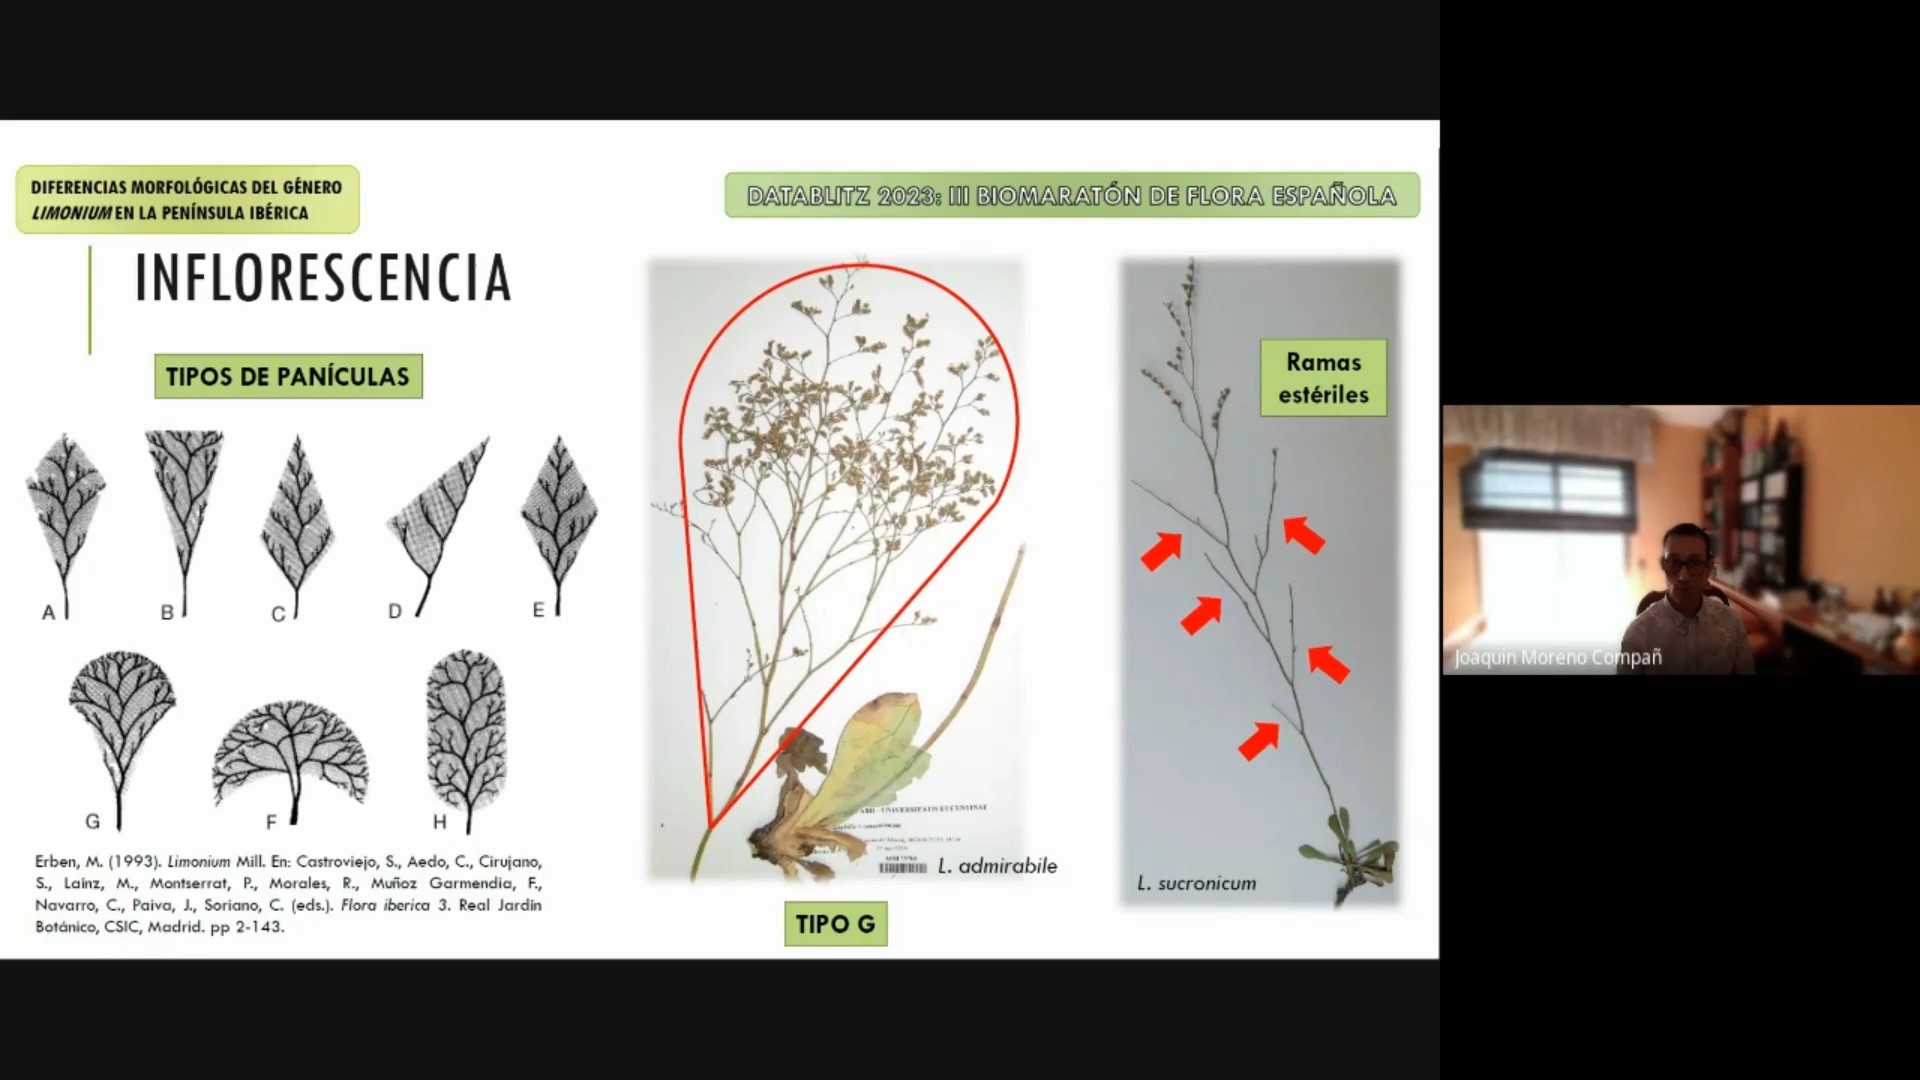 DIFERENCIAS MORFOLÓGICAS DEL GÉNERO
LIMONIUM EN LA PENÍNSULA IBÉRICA
DATABLITZ 2023: III BIOMARATÓN DE FLORA ESPAÑOLA
INFLORESCENCIA
TIPOS DE PANÍCULAS
A
B
C
D
E
G
F
H
Erben, M. (1993). Limonium Mill. En: Castroviejo, S., Aedo, C., Cirujano,
S., Laínz, M., Montserrat, P., Morales, R., Muñoz Garmendia, F.,
Navarro, C., Paiva, J., Soriano, C. (eds.). Flora iberica 3. Real Jardín
Botánico, CSIC, Madrid. pp 2-143.
UNIVERSITATIS LUCENTINAE
L. admirabile
TIPO G
Ramas
estériles
L. sucronicum
Joaquin Moreno Compañ